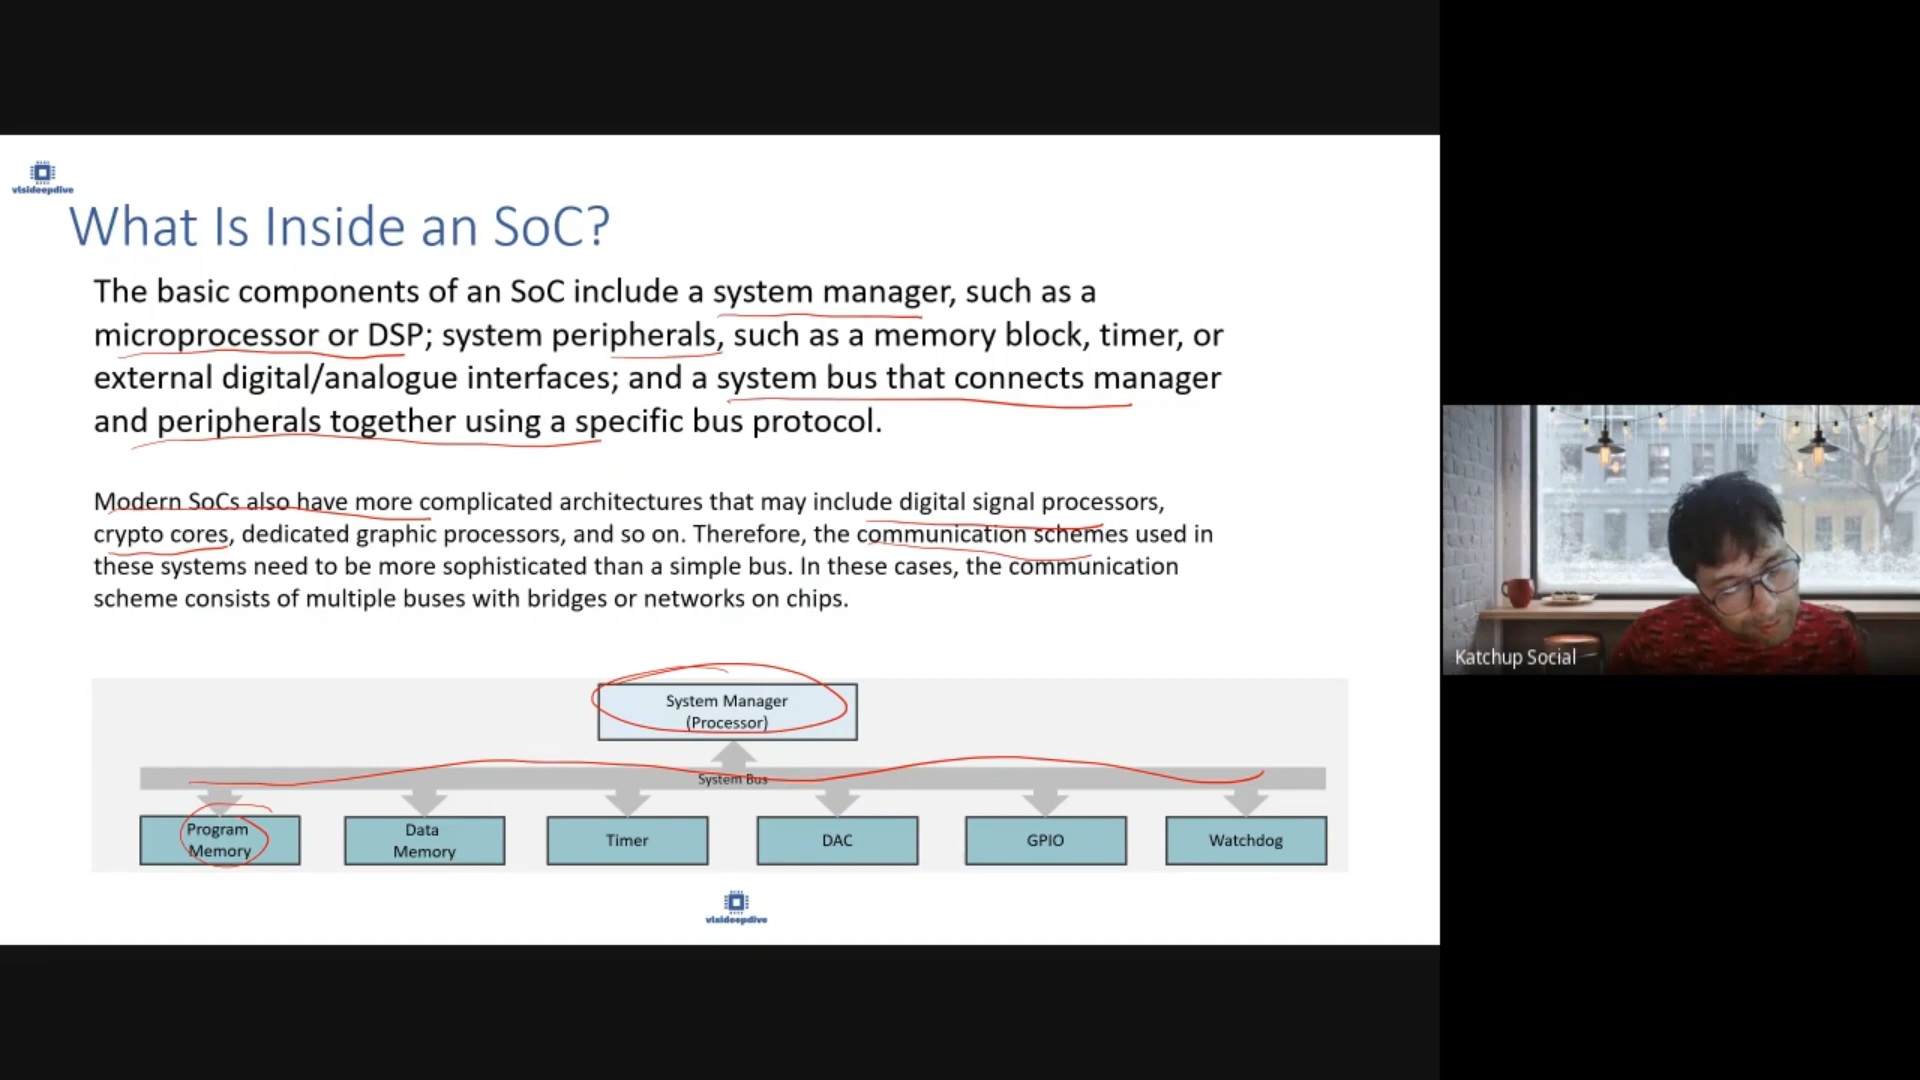 vlsideepdive
What Is Inside an SoC?
The basic components of an SoC include a system manager, such as a
microprocessor or DSP; system peripherals, such as a memory block, timer, or
external digital/analogue interfaces; and a system bus that connects manager
and peripherals together using a specific bus protocol.
Modern SoCs also have more complicated architectures that may include digital signal processors,
crypto cores, dedicated graphic processors, and so on. Therefore, the communication schemes used in
these systems need to be more sophisticated than a simple bus. In these cases, the communication
scheme consists of multiple buses with bridges or networks on chips.
System Manager
(Processor)
System Bus
Program
Memory
Data
Memory
Timer
DAC
GPIO
Watchdog
vlsideepdive
Katchup Social